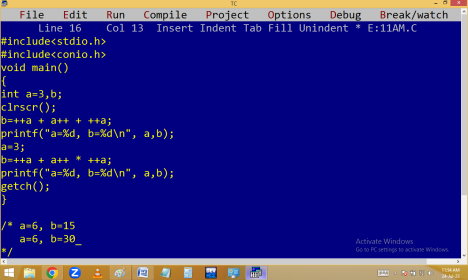 TC
File Edit Run Compile Project Options Debug Break/watch
Line 16 Col 13 Insert Indent Tab Fill Unindent * E:11AM.C
#include<stdio.h>
#include<conio.h>
void main()
{
int a=3,b;
clrscr();
b=++a + a++ + ++a;
printf("a=%d, b=%d\n", a,b);
a=3;
b=++a + a++ * ++a;
printf("a=%d, b=%d\n", a,b);
getch();
}
/* a=6, b=15
a=6, b=30_
*/
Activate Windows
Go to PC settings to activate Windows.